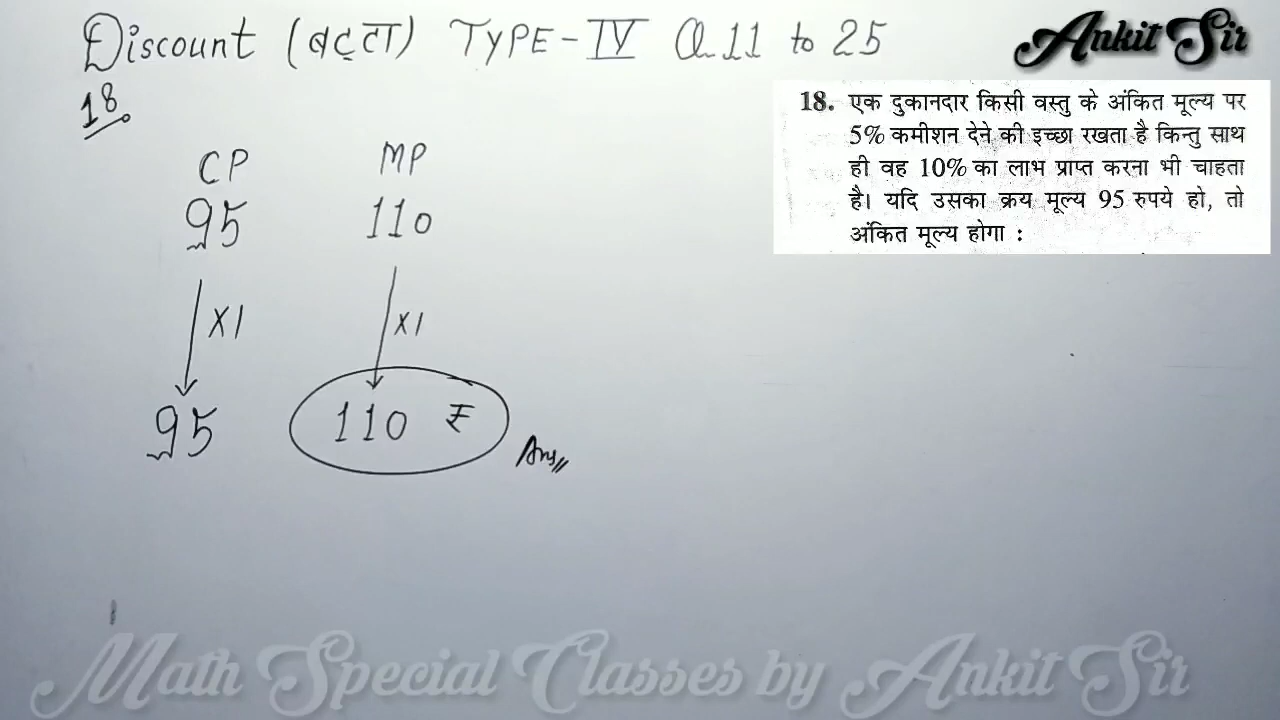 Discount (बट्टा) TYPE-IV Q.11 to 25
Ankit Sir
18
18. एक दुकानदार किसी वस्तु के अंकित मूल्य पर
5% कमीशन देने की इच्छा रखता है किन्तु साथ
ही वह 10% का लाभ प्राप्त करना भी चाहता
है। यदि उसका क्रय मूल्य 95 रुपये हो, तो
अंकित मूल्य होगा :
CP MP
95 110
X1 X1
95 110 ₹
Ans
Math Special Classes by Ankit Sir